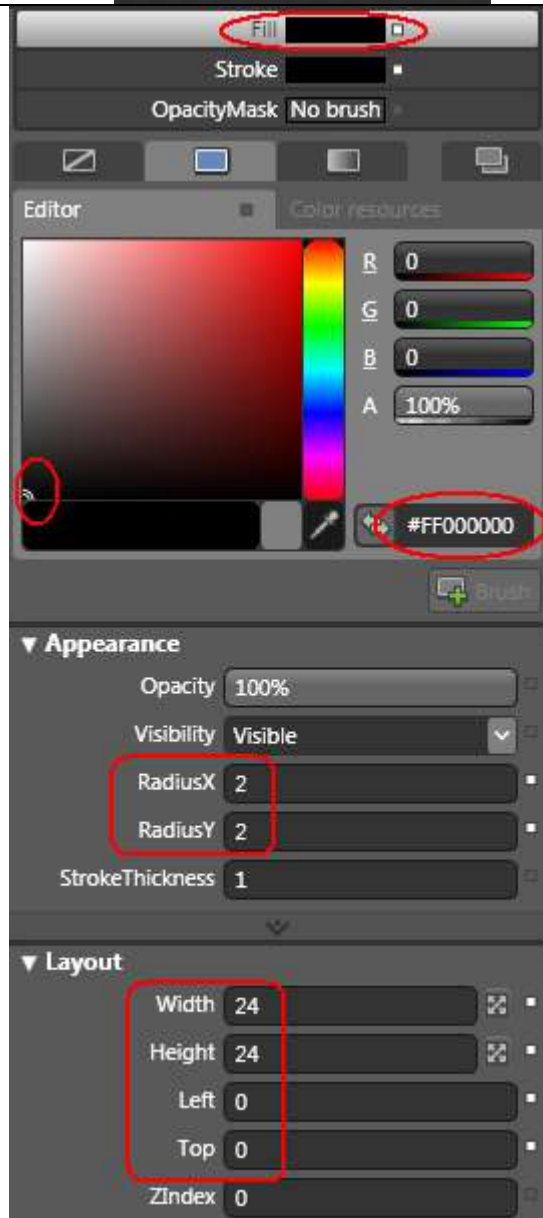 Fill
Stroke
OpacityMask No brush
Editor Color resources
R 0
G 0
B 0
A 100%
#FF000000
Brush
Appearance
Opacity 100%
Visibility Visible
RadiusX 2
RadiusY 2
StrokeThickness 1
Layout
Width 24
Height 24
Left 0
Top 0
ZIndex 0